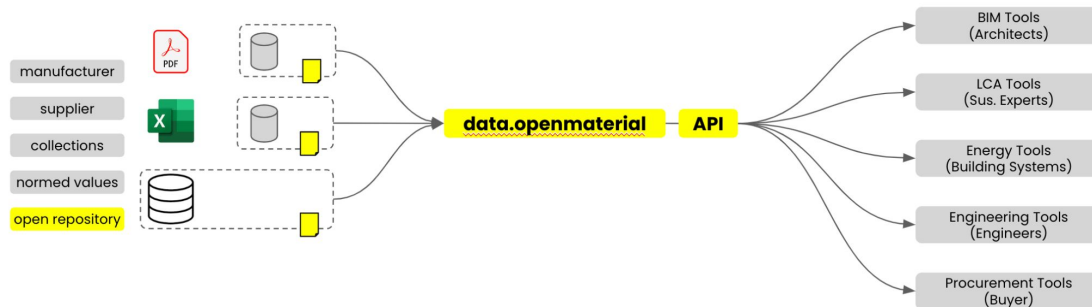 manufacturer
supplier
collections
normed values
open repository
PDF
X
data.openmaterial
API
BIM Tools
(Architects)
LCA Tools
(Sus. Experts)
Energy Tools
(Building Systems)
Engineering Tools
(Engineers)
Procurement Tools
(Buyer)